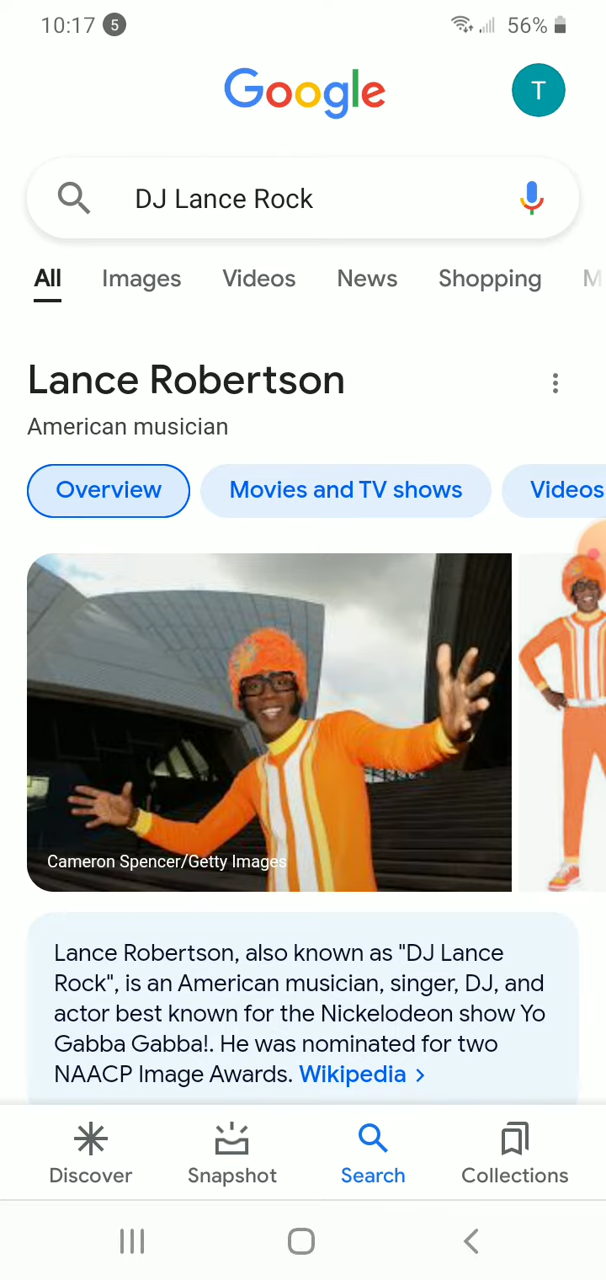 10:17 5 56%
Google T
DJ Lance Rock
All Images Videos News Shopping M
Lance Robertson
American musician
Overview Movies and TV shows Videos
Cameron Spencer/Getty Images
Lance Robertson, also known as "DJ Lance
Rock", is an American musician, singer, DJ, and
actor best known for the Nickelodeon show Yo
Gabba Gabba!. He was nominated for two
NAACP Image Awards. Wikipedia >
Discover Snapshot Search Collections